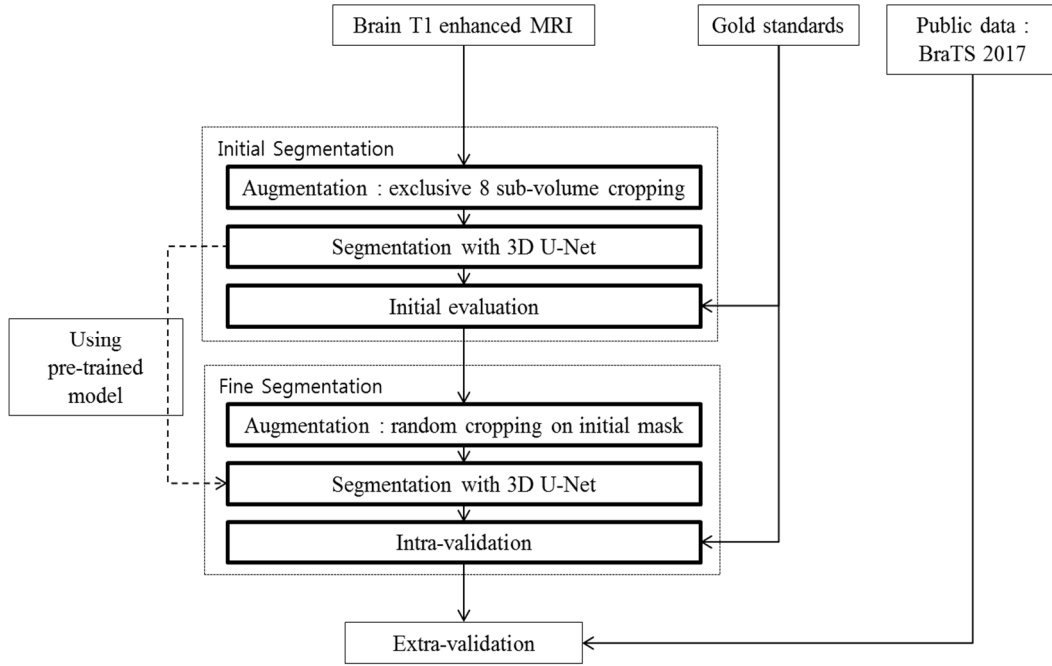 Brain T1 enhanced MRI
Gold standards
Public data :
BraTS 2017
Initial Segmentation
Augmentation : exclusive 8 sub-volume cropping
Segmentation with 3D U-Net
Initial evaluation
Using
pre-trained
model
Fine Segmentation
Augmentation : random cropping on initial mask
Segmentation with 3D U-Net
Intra-validation
Extra-validation